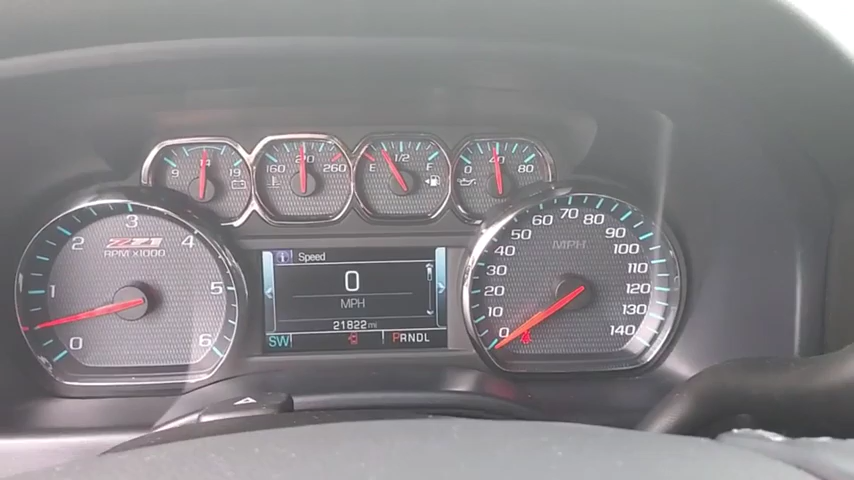 9 14 19
160 210 260
E 1/2 F
0 40 80
0 1 2 3 4 5 6
Z71
RPM x1000
i Speed
0
MPH
21822 mi
SW
PRNDL
0 10 20 30 40 50 60 70 80 90 100 110 120 130 140
MPH